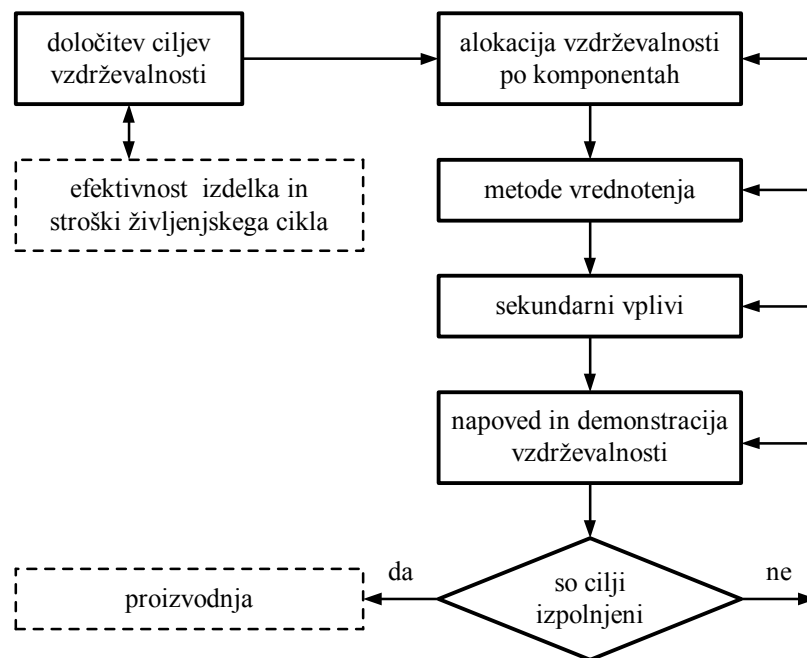 določitev ciljev
vzdrževalnosti
alokacija vzdrževalnosti
po komponentah
efektivnost izdelka in
stroški življenjskega cikla
metode vrednotenja
sekundarni vplivi
napoved in demonstracija
vzdrževalnosti
da
so cilji
izpolnjeni
ne
proizvodnja